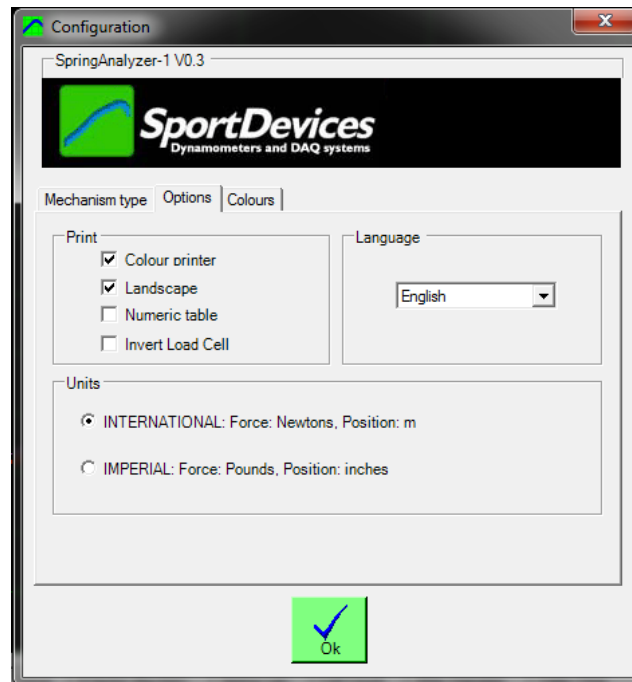 Configuration
SpringAnalyzer-1 V0.3
SportDevices
Dynamometers and DAQ systems
Mechanism type Options Colours
Print
Colour printer
Landscape
Numeric table
Invert Load Cell
Language
English
Units
INTERNATIONAL: Force: Newtons, Position: m
IMPERIAL: Force: Pounds, Position: inches
Ok